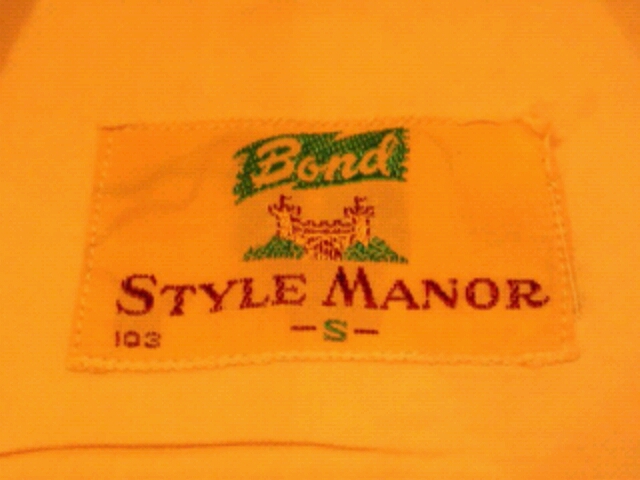 Bond
STYLE MANOR
103 -S-